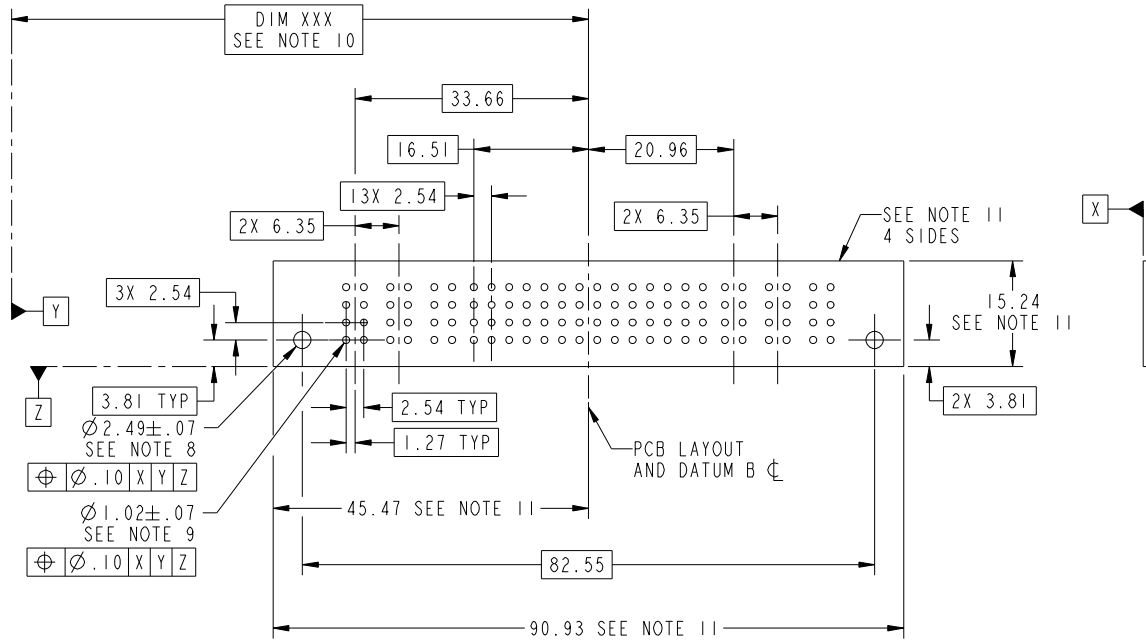 DIM XXX
SEE NOTE 10
33.66
16.51
20.96
13X 2.54
2X 6.35
2X 6.35
X
SEE NOTE 11
4 SIDES
3X 2.54
Y
15.24
SEE NOTE 11
Z
3.81 TYP
2.54 TYP
2X 3.81
Ø2.49±.07
SEE NOTE 8
⌖ Ø.10 X Y Z
1.27 TYP
PCB LAYOUT
AND DATUM B ℄
Ø1.02±.07
SEE NOTE 9
⌖ Ø.10 X Y Z
45.47 SEE NOTE 11
82.55
90.93 SEE NOTE 11